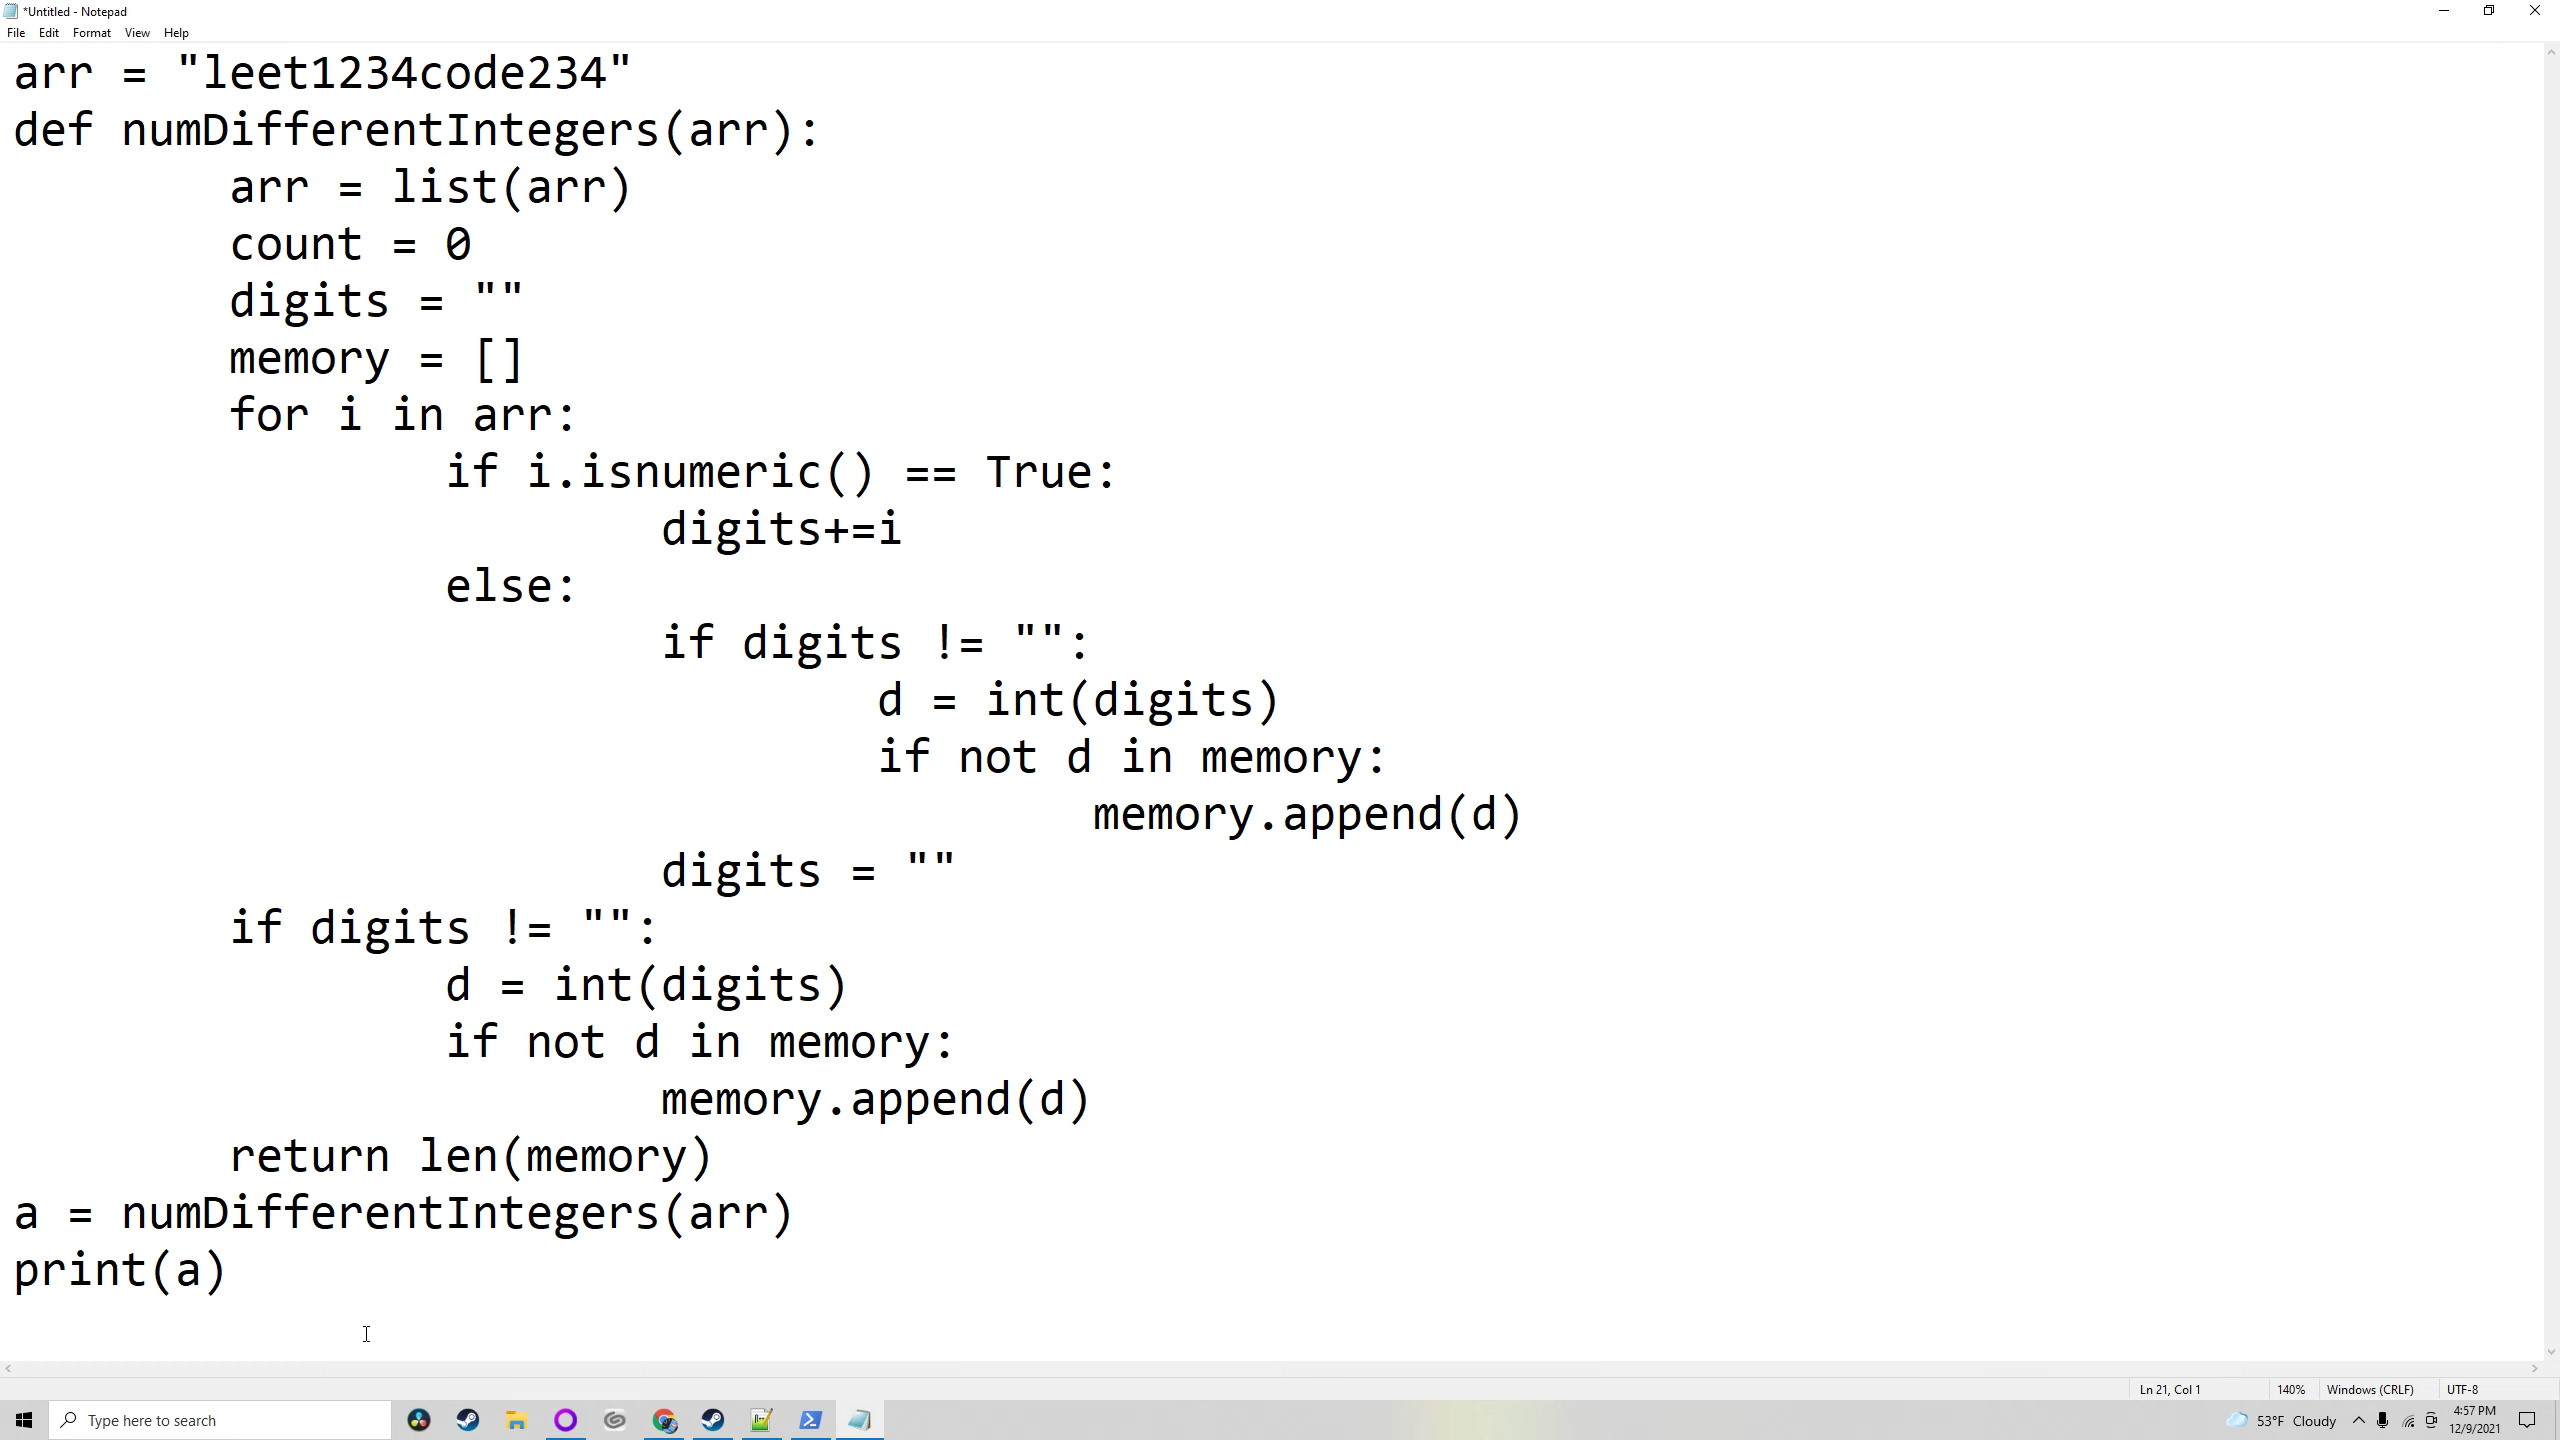 *Untitled - Notepad
File Edit Format View Help
arr = "leet1234code234"
def numDifferentIntegers(arr):
        arr = list(arr)
        count = 0
        digits = ""
        memory = []
        for i in arr:
                if i.isnumeric() == True:
                        digits+=i
                else:
                        if digits != "":
                                d = int(digits)
                                if not d in memory:
                                        memory.append(d)
                        digits = ""
        if digits != "":
                d = int(digits)
                if not d in memory:
                        memory.append(d)
        return len(memory)
a = numDifferentIntegers(arr)
print(a)
Ln 21, Col 1 140% Windows (CRLF) UTF-8
Type here to search 53°F Cloudy 4:57 PM
12/9/2021